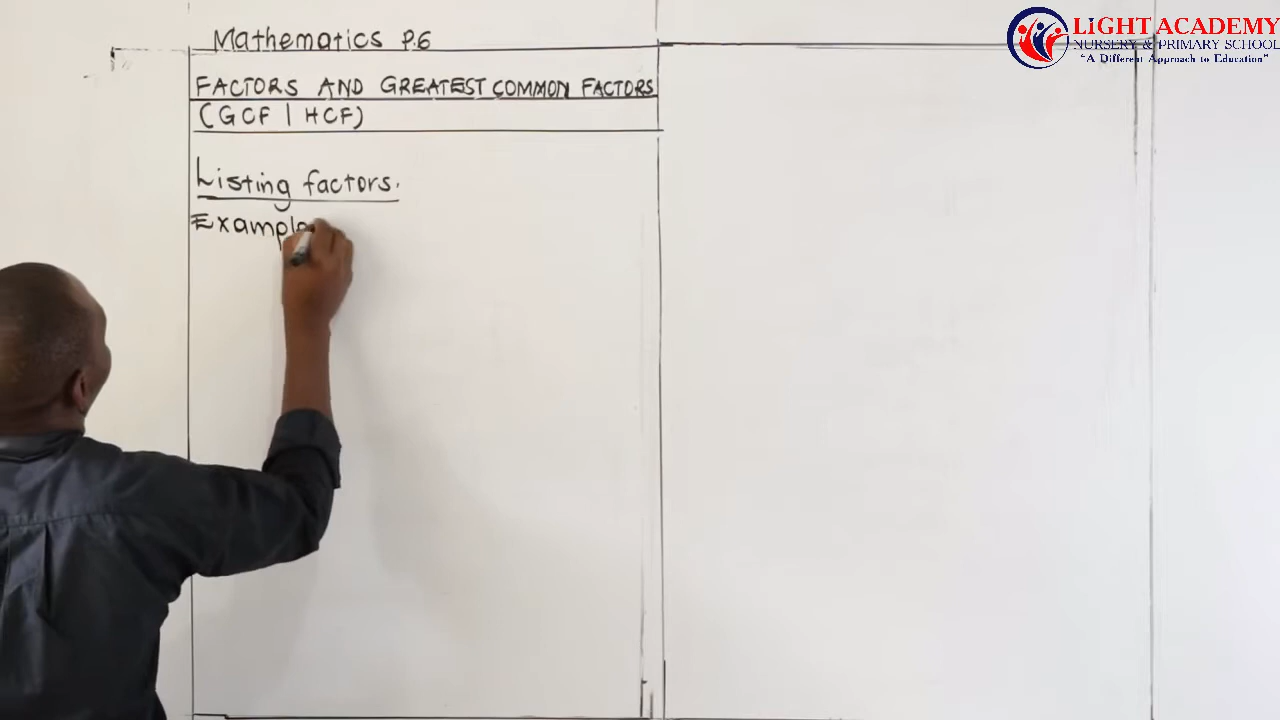 Mathematics P.6
FACTORS AND GREATEST COMMON FACTORS
(GCF | HCF)
Listing factors.
Example
LiGHT ACADEMY
NURSERY & PRIMARY SCHOOL
"A Different Approach to Education"